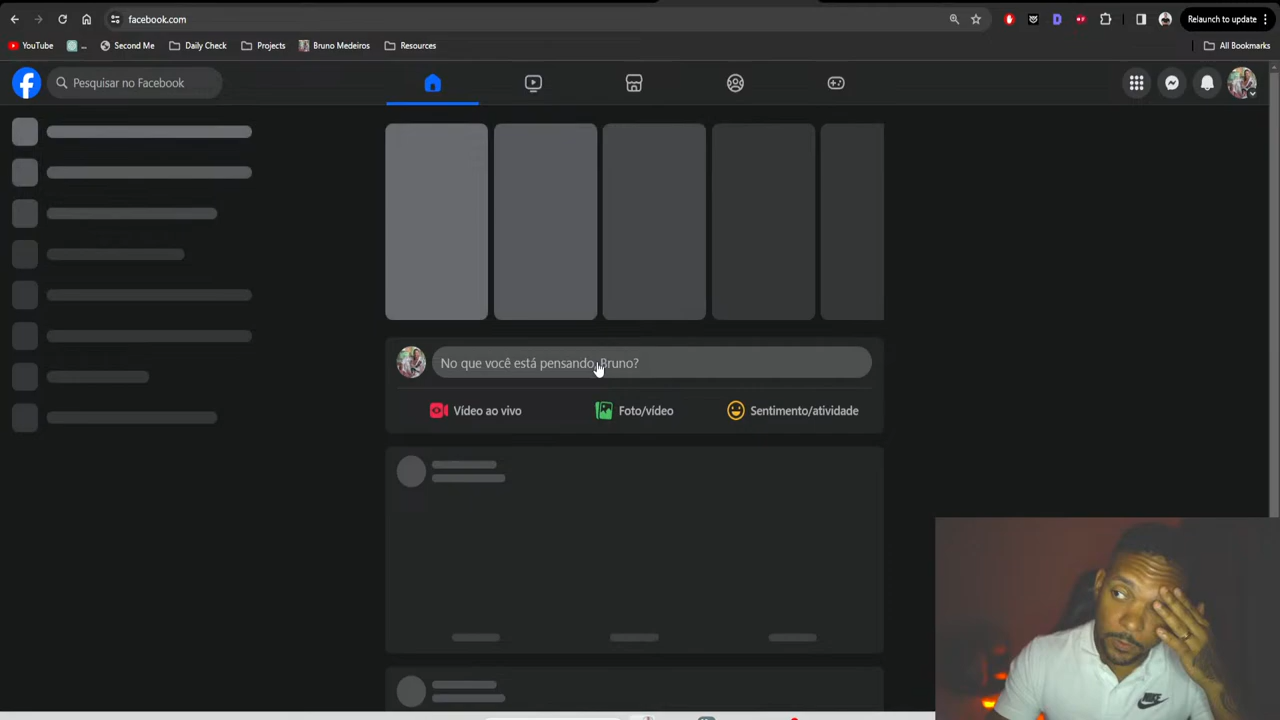 facebook.com
Relaunch to update
YouTube
...
Second Me
Daily Check
Projects
Bruno Medeiros
Resources
All Bookmarks
Pesquisar no Facebook
No que você está pensando, Bruno?
Vídeo ao vivo
Foto/vídeo
Sentimento/atividade